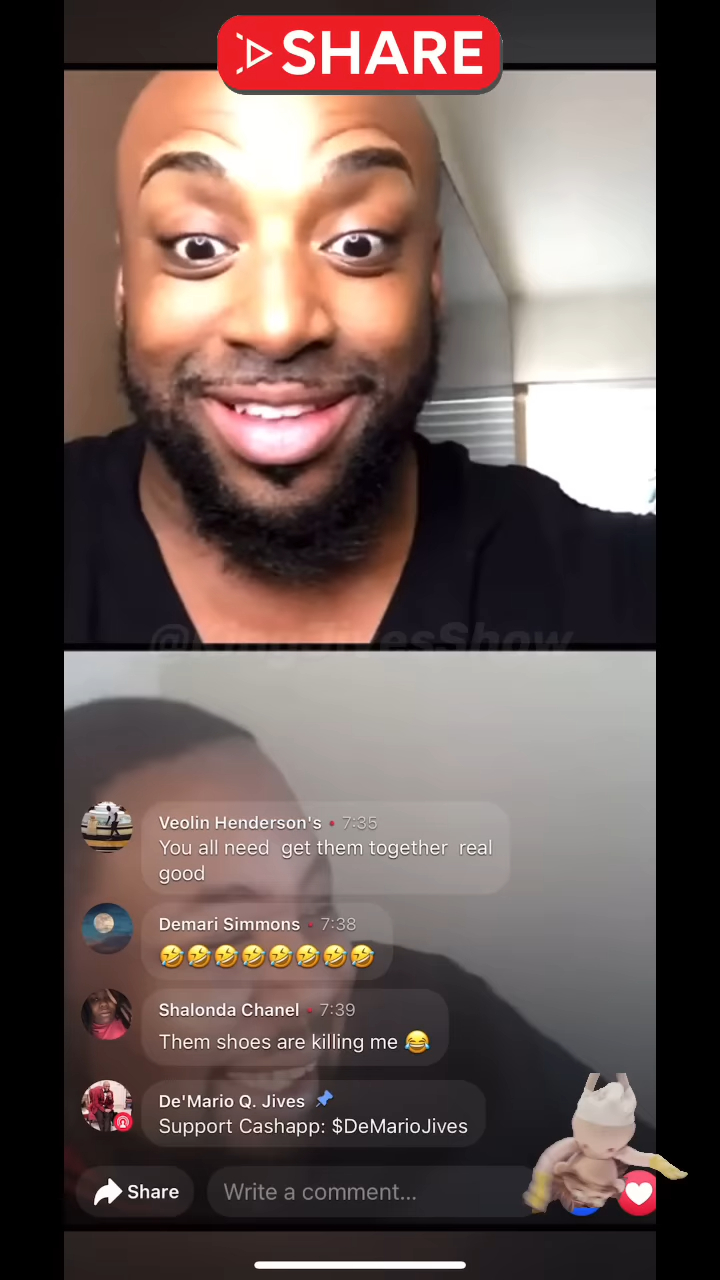 SHARE
@KingJivesShow
Veolin Henderson's • 7:35
You all need get them together real
good
Demari Simmons • 7:38
🤣🤣🤣🤣🤣🤣🤣🤣
Shalonda Chanel • 7:39
Them shoes are killing me 😂
De'Mario Q. Jives 📌
Support Cashapp: $DeMarioJives
Share
Write a comment...